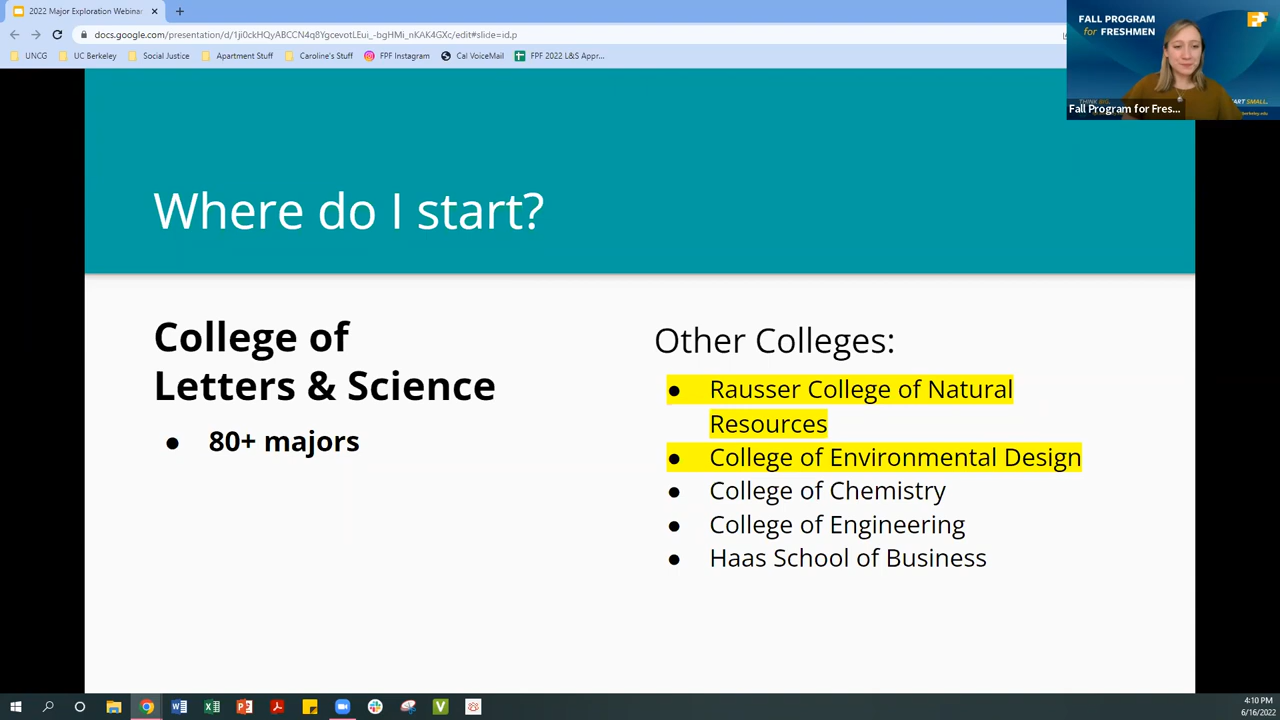 2022 Major Exploration Webina
docs.google.com/presentation/d/1ji0ckHQyABCCN4q8YgcevotLEui_-bgHMi_nKAK4GXc/edit#slide=id.p
UNCG
UC Berkeley
Social Justice
Apartment Stuff
Caroline's Stuff
FPF Instagram
Cal VoiceMail
FPF 2022 L&S Appr...
FALL PROGRAM
for FRESHMEN
START SMALL.
Fall Program for Fres...
Where do I start?
College of
Letters & Science
● 80+ majors
Other Colleges:
● Rausser College of Natural
Resources
● College of Environmental Design
● College of Chemistry
● College of Engineering
● Haas School of Business
4:10 PM
6/16/2022